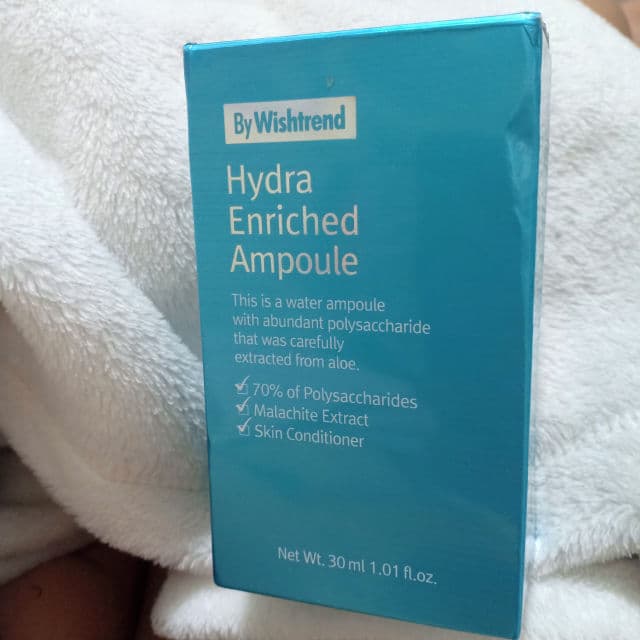 By Wishtrend
Hydra
Enriched
Ampoule
This is a water ampoule
with abundant polysaccharide
that was carefully
extracted from aloe.
70% of Polysaccharides
Malachite Extract
Skin Conditioner
Net Wt. 30 ml 1.01 fl.oz.